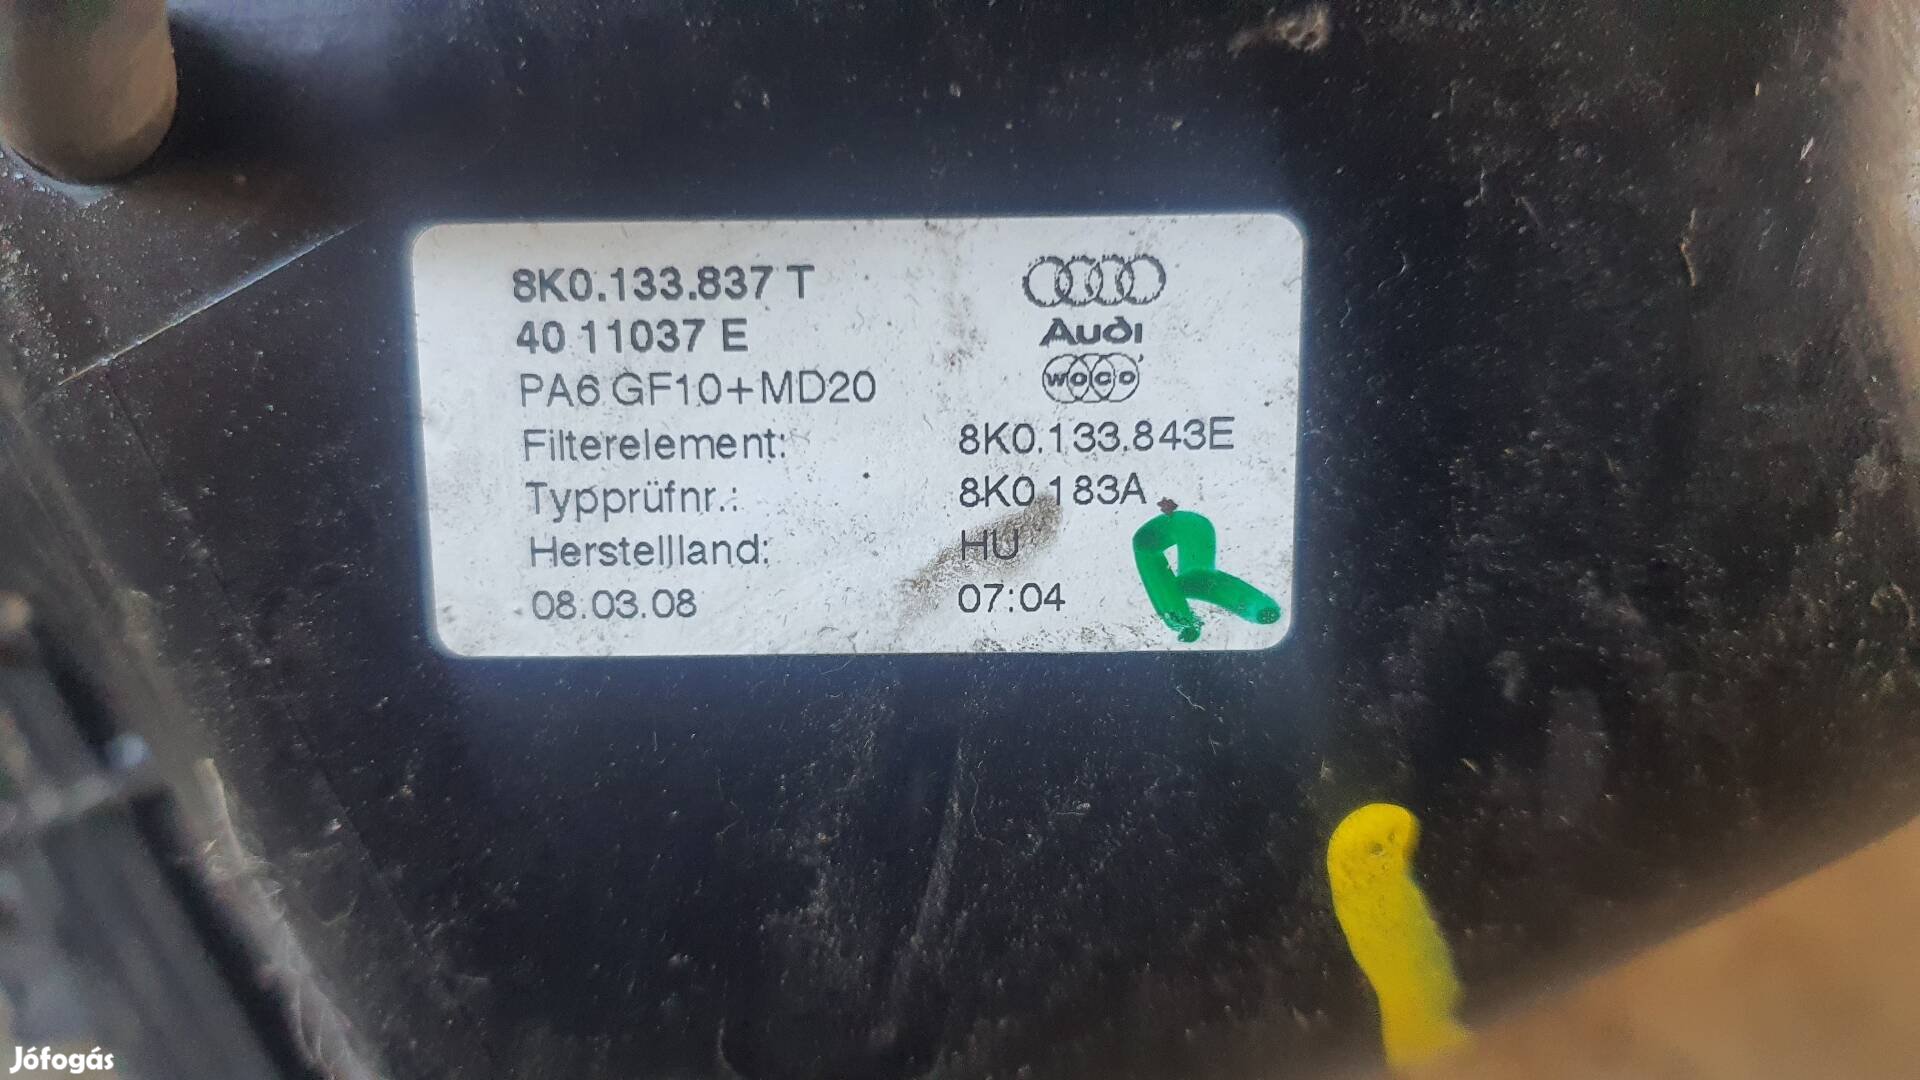 8K0.133.837 T
40 11037 E
PA6 GF10+MD20
Audi
woco
Filterelement: 8K0.133.843E
Typprüfnr.: 8K0 183A
Herstellland: HU
08.03.08 07:04
R
Jófogás